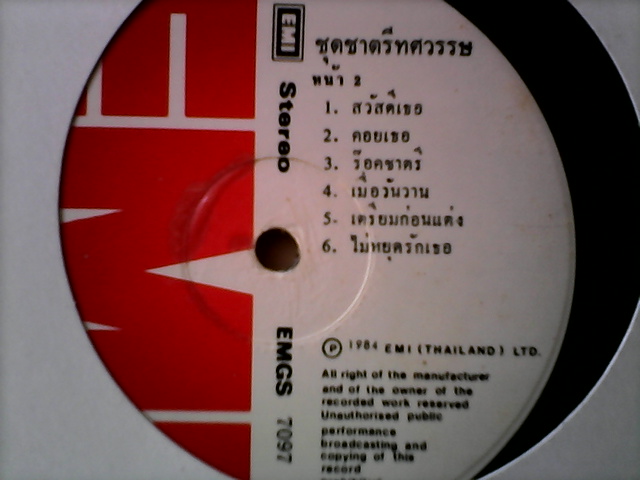 EMI
Stereo
EMGS 7097
ชุดชาตรีทศวรรษ
หน้า 2
1. สวัสดีเธอ
2. คอยเธอ
3. ร๊อคชาตรี
4. เมื่อวันวาน
5. เตรียมก่อนแต่ง
6. ไม่หยุดรักเธอ
Ⓟ 1984 EMI (THAILAND) LTD.
All right of the manufacturer
and of the owner of the
recorded work reserved
Unauthorised public
performance
broadcasting and
copying of this
record